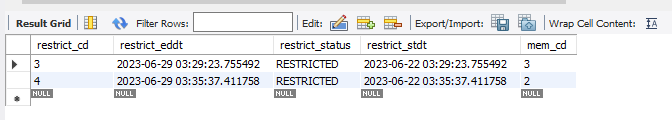 Result Grid Filter Rows: Edit: Export/Import: Wrap Cell Content:
restrict_cd restrict_eddt restrict_status restrict_stdt mem_cd
3 2023-06-29 03:29:23.755492 RESTRICTED 2023-06-22 03:29:23.755492 3
4 2023-06-29 03:35:37.411758 RESTRICTED 2023-06-22 03:35:37.411758 2
NULL NULL NULL NULL NULL